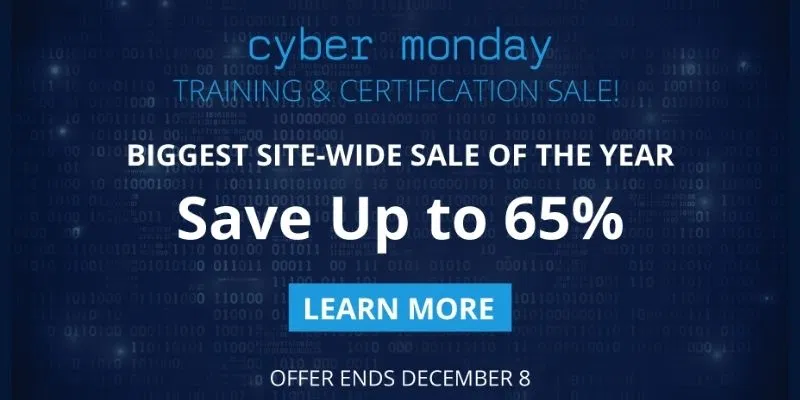 cyber monday
TRAINING & CERTIFICATION SALE!
BIGGEST SITE-WIDE SALE OF THE YEAR
Save Up to 65%
LEARN MORE
OFFER ENDS DECEMBER 8